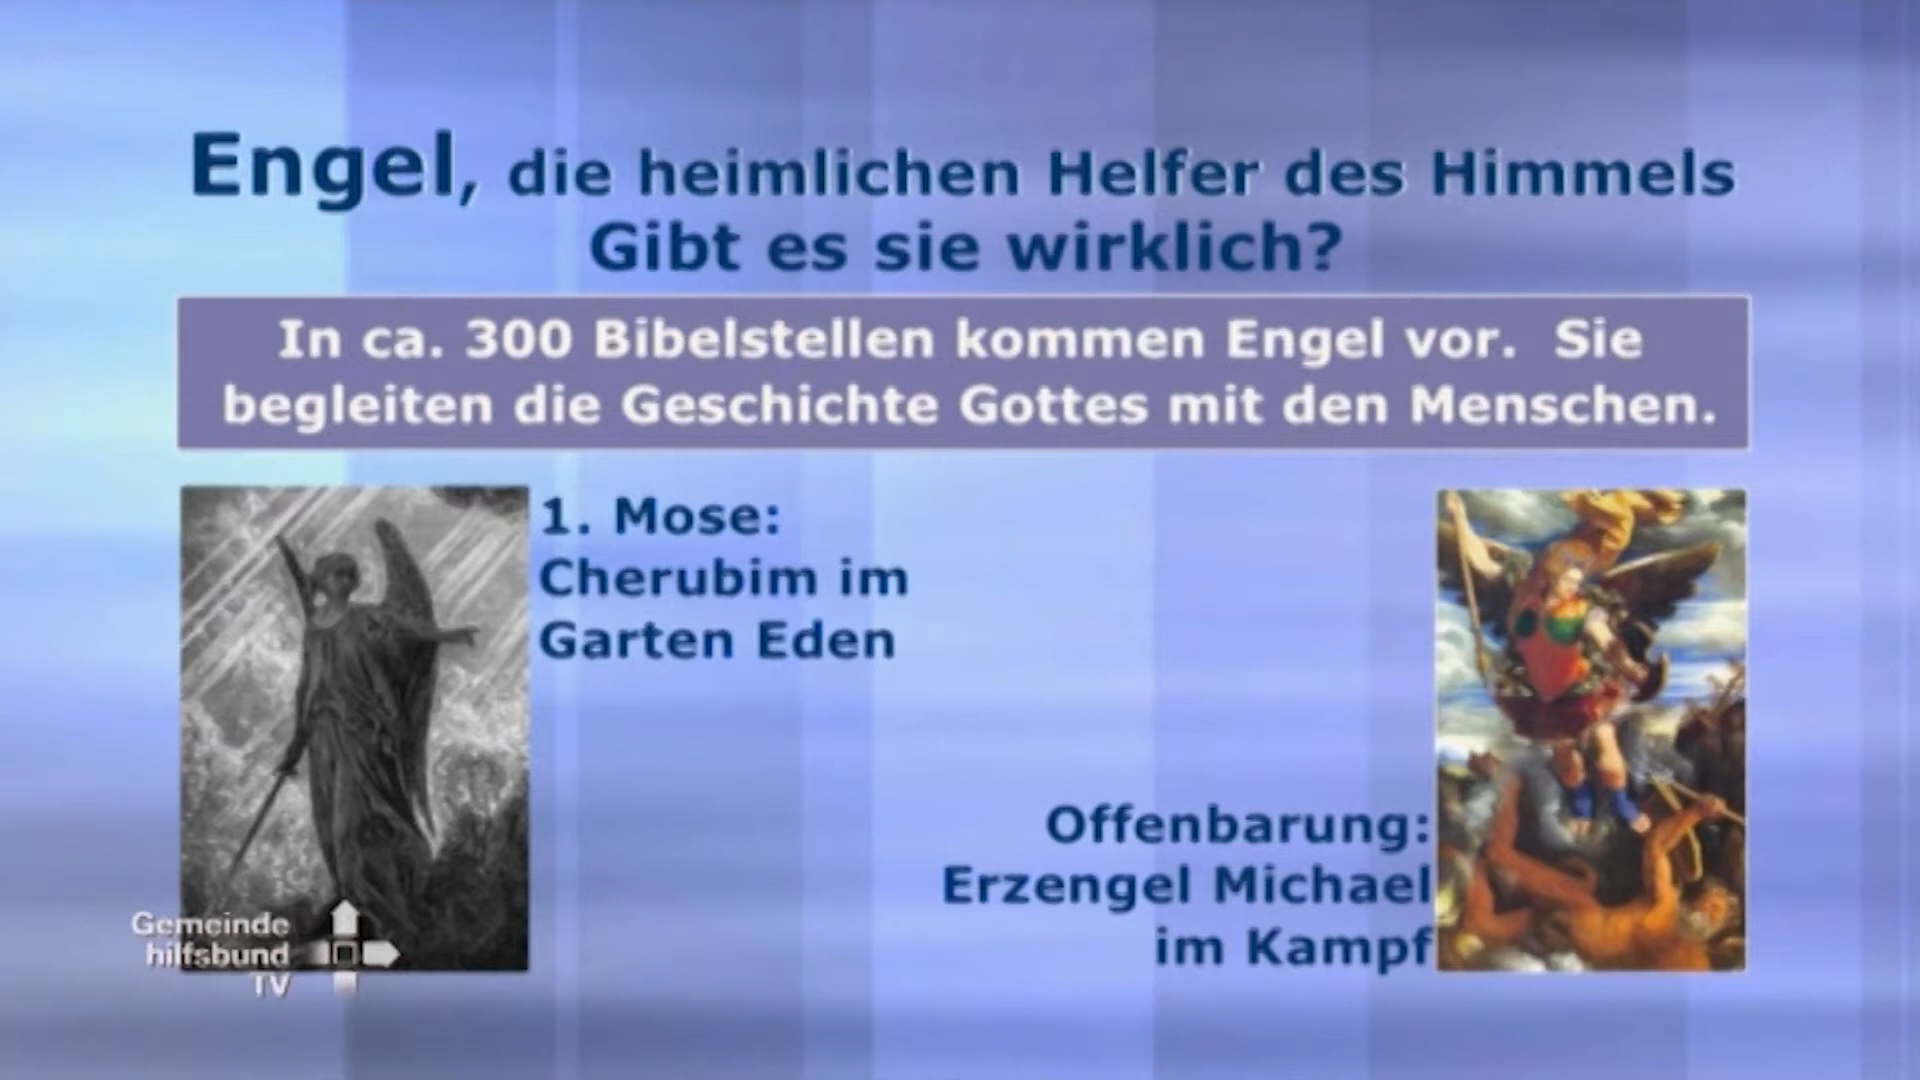 Engel, die heimlichen Helfer des Himmels
Gibt es sie wirklich?
In ca. 300 Bibelstellen kommen Engel vor. Sie
begleiten die Geschichte Gottes mit den Menschen.
1. Mose:
Cherubim im
Garten Eden
Offenbarung:
Erzengel Michael
im Kampf
Gemeinde
hilfsbund
TV